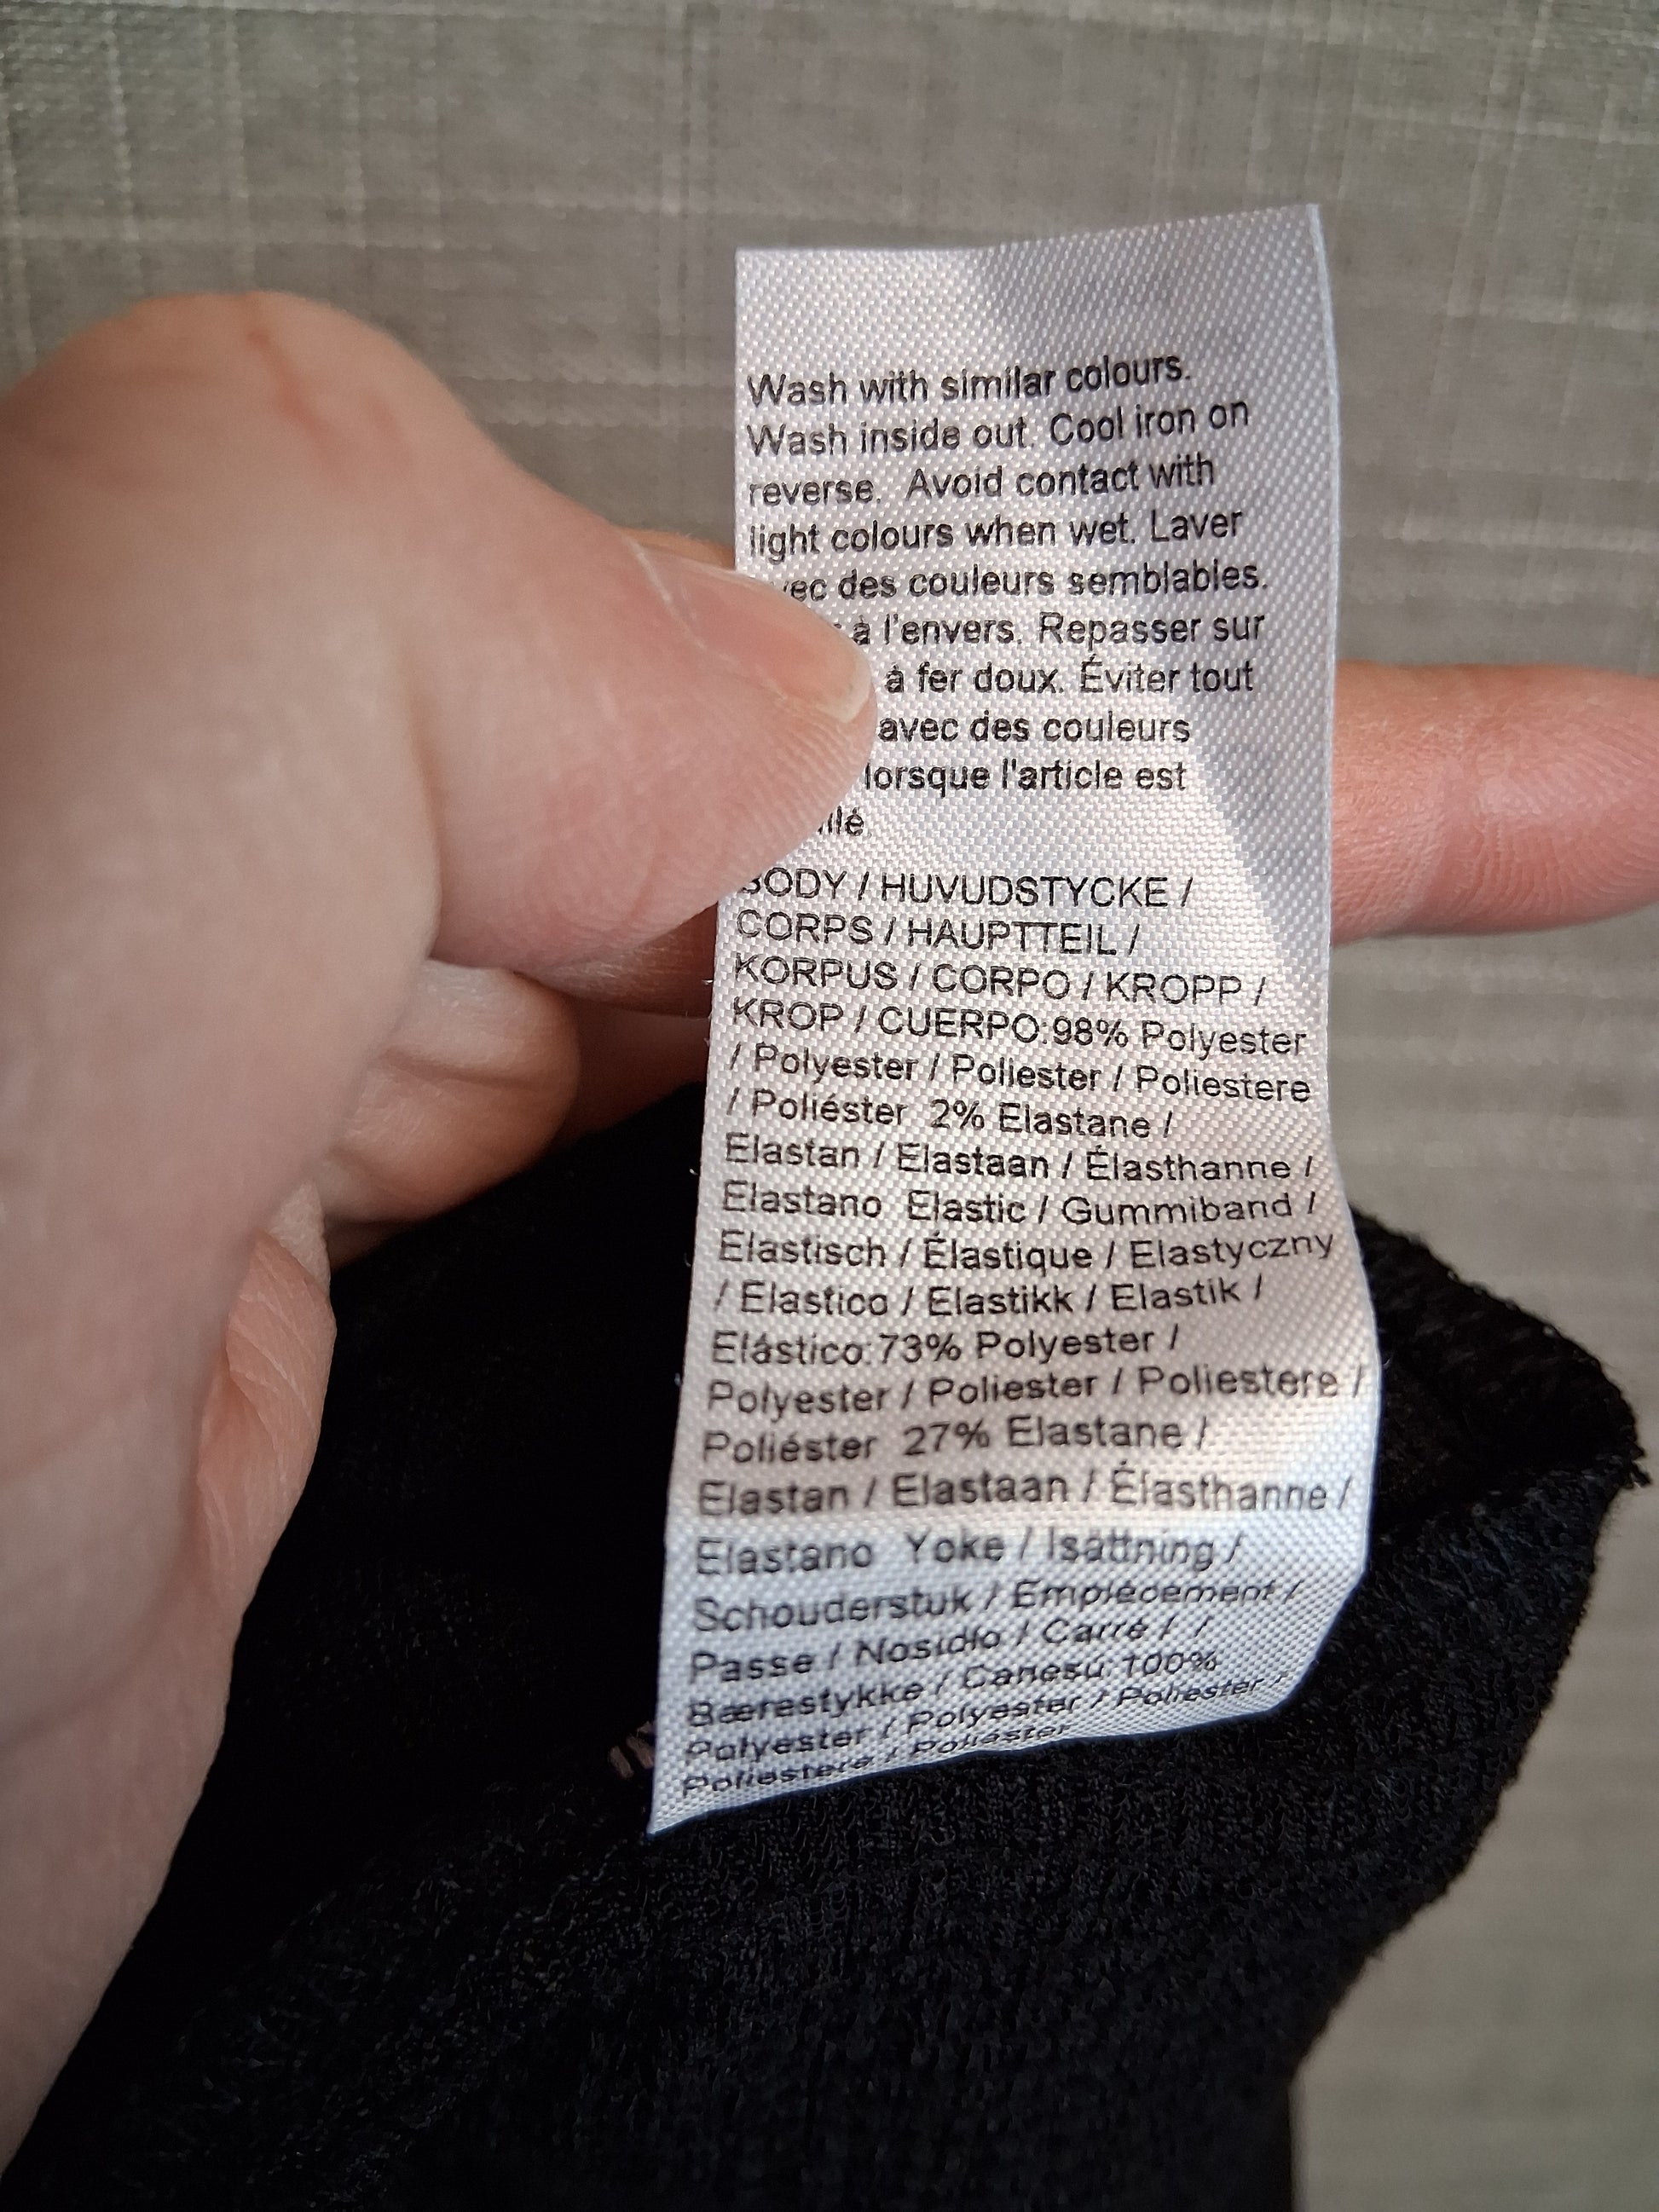 Wash with similar colours.
Wash inside out. Cool iron on
reverse. Avoid contact with
light colours when wet. Laver
des couleurs semblables.
à l'envers. Repasser sur
à fer doux. Éviter tout
avec des couleurs
lorsque l'article est
BODY / HUVUDSTYCKE /
CORPS / HAUPTTEIL /
KORPUS / CORPO / KROPP /
KROP / CUERPO:98% Polyester
/ Polyester / Poliester / Poliestere
/ Poliéster 2% Elastane /
Elastan / Elastaan / Élasthanne /
Elastano Elastic / Gummiband /
Elastisch / Élastique / Elastyczny
/ Elastico / Elastikk / Elastik /
Elástico:73% Polyester /
Polyester / Poliester / Poliestere /
Poliéster 27% Elastane /
Elastan / Elastaan / Élasthanne /
Elastano Yoke / Isättning /
Schouderstuk / Empiècement /
Passe / Nosidło / Carré / /
Bærestykke / Canesú:100%
Polyester / Polyester / Poliester /
Poliestere / Poliéster